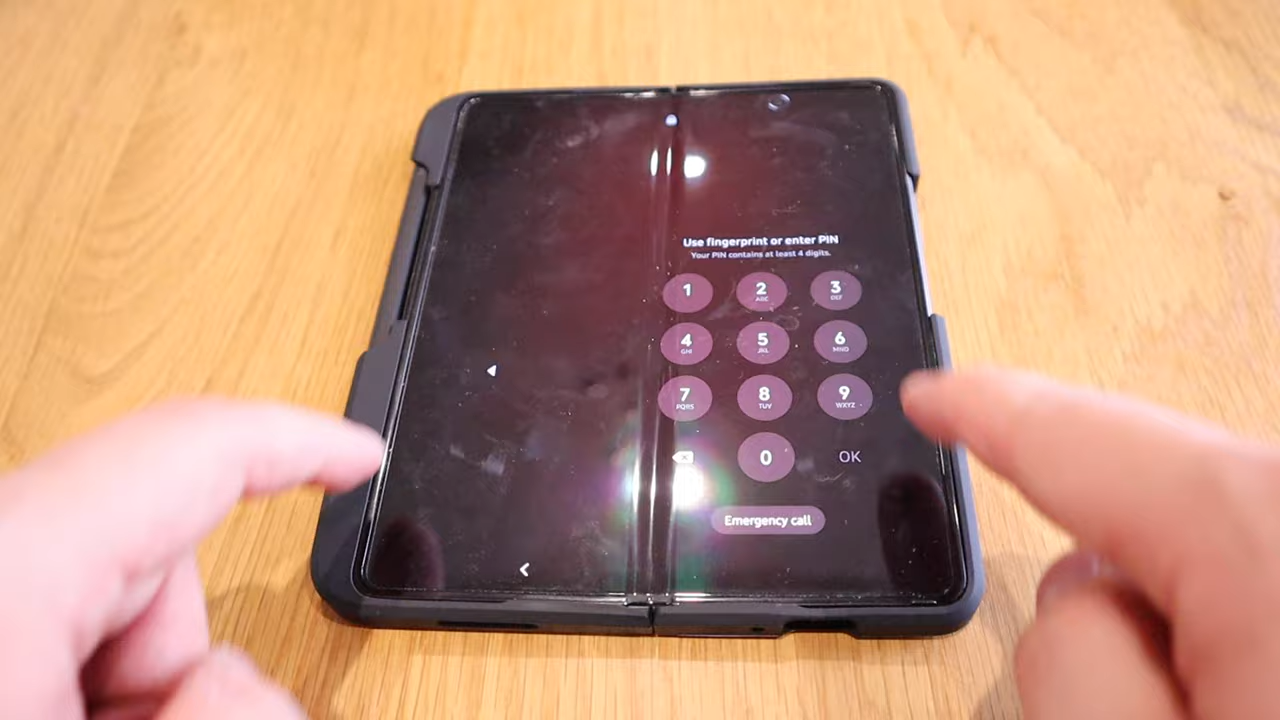 Use fingerprint or enter PIN
Your PIN contains at least 4 digits.
1 2 3
ABC DEF
4 5 6
GHI JKL MNO
7 8 9
PQRS TUV WXYZ
0 OK
Emergency call